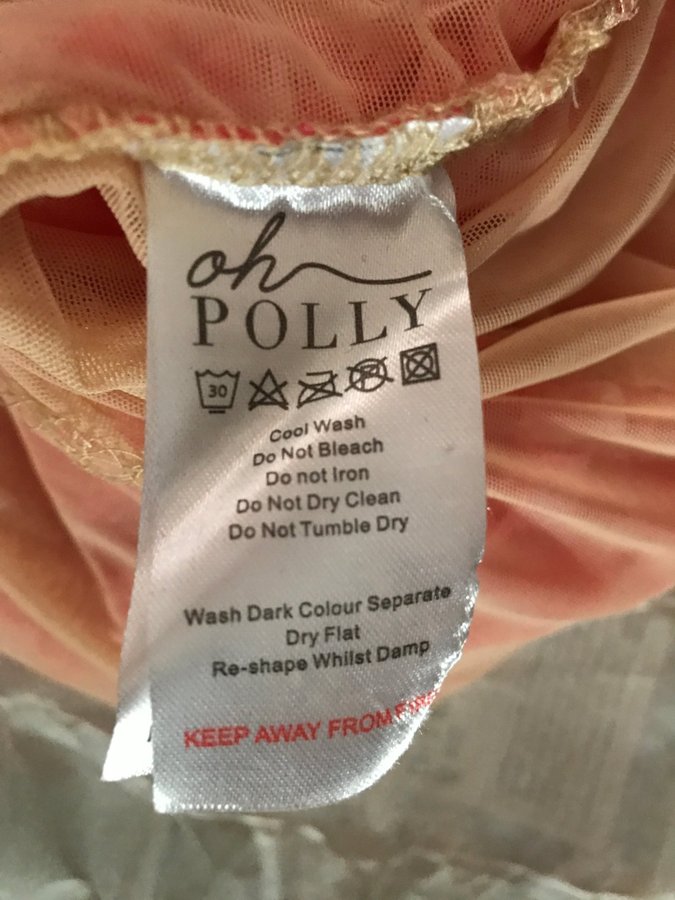 oh
POLLY
30
Cool Wash
Do Not Bleach
Do not Iron
Do Not Dry Clean
Do Not Tumble Dry
Wash Dark Colour Separate
Dry Flat
Re-shape Whilst Damp
KEEP AWAY FROM FIRE